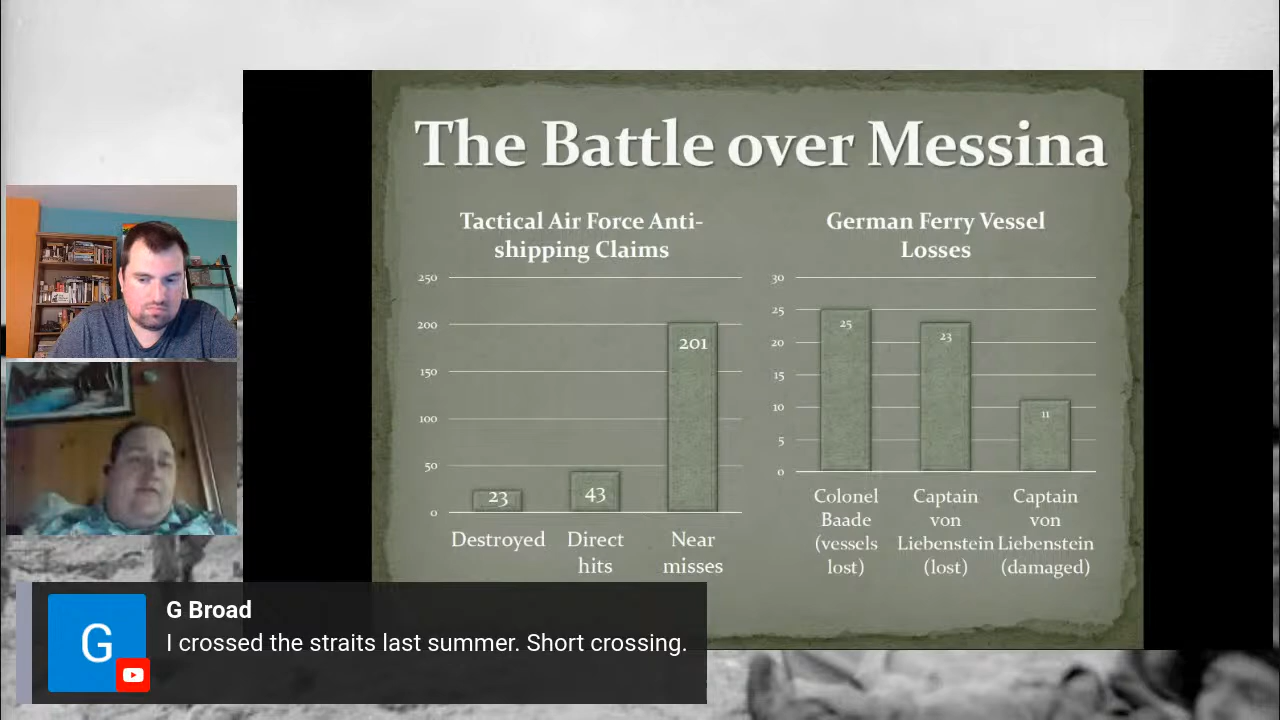 The Battle over Messina
Tactical Air Force Anti-
shipping Claims
250
200
150
100
50
0
23
43
201
Destroyed
Direct
hits
Near
misses
German Ferry Vessel
Losses
30
25
20
15
10
5
0
25
23
11
Colonel
Baade
(vessels
lost)
Captain
von
Liebenstein
(lost)
Captain
von
Liebenstein
(damaged)
G
G Broad
I crossed the straits last summer. Short crossing.